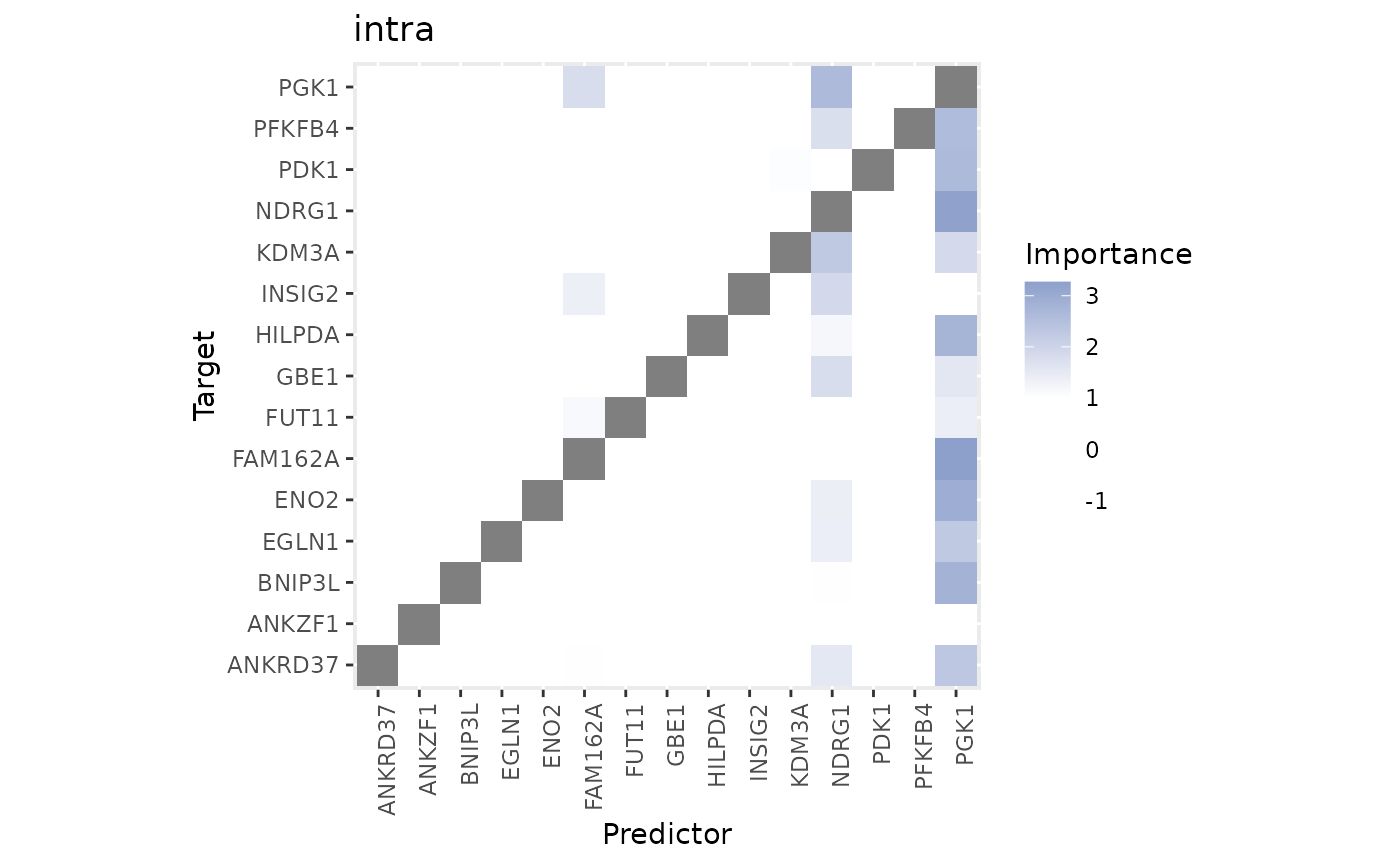 intra
PGK1
PFKFB4
PDK1
NDRG1
KDM3A
INSIG2
HILPDA
GBE1
FUT11
FAM162A
ENO2
EGLN1
BNIP3L
ANKZF1
ANKRD37
Target
ANKRD37
ANKZF1
BNIP3L
EGLN1
ENO2
FAM162A
FUT11
GBE1
HILPDA
INSIG2
KDM3A
NDRG1
PDK1
PFKFB4
PGK1
Predictor
Importance
3
2
1
0
-1